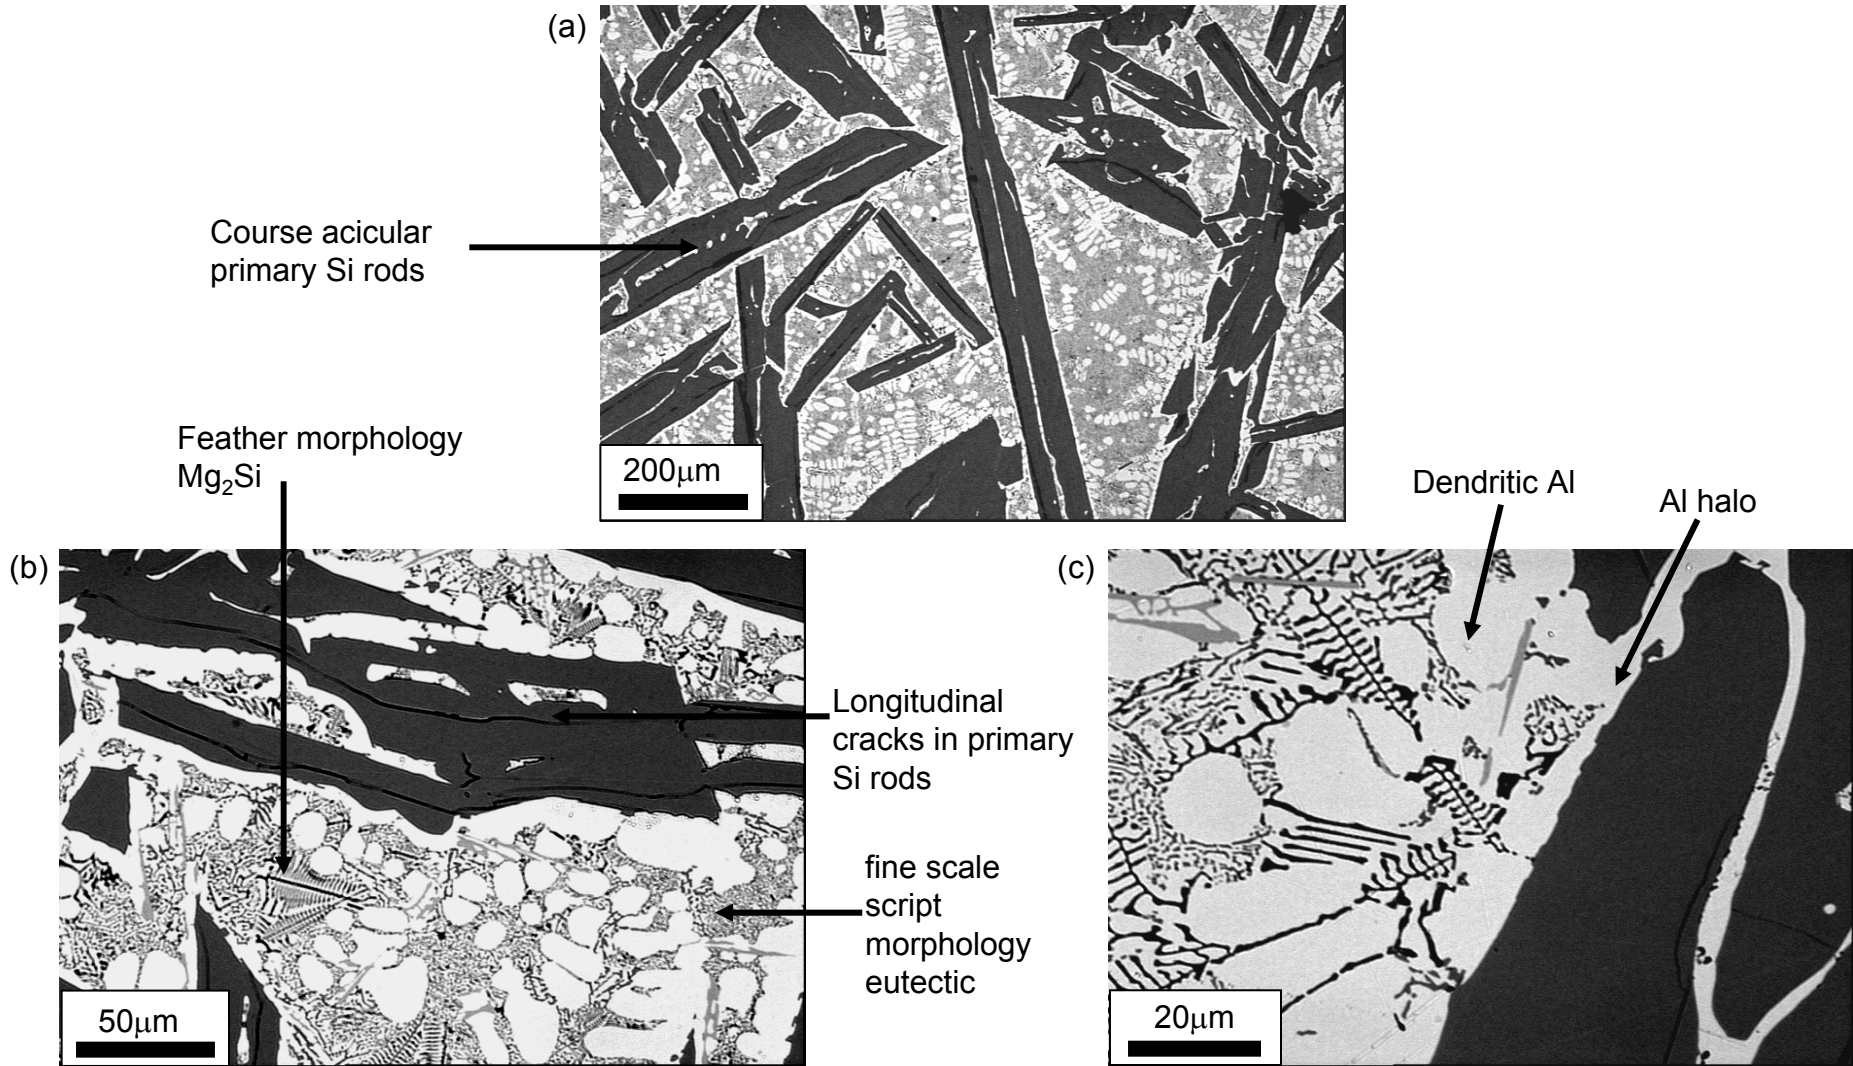 (a)
Course acicular
primary Si rods
200μm
Feather morphology
Mg₂Si
Dendritic Al
Al halo
(b)
(c)
Longitudinal
cracks in primary
Si rods
fine scale
script
morphology
eutectic
50μm
20μm